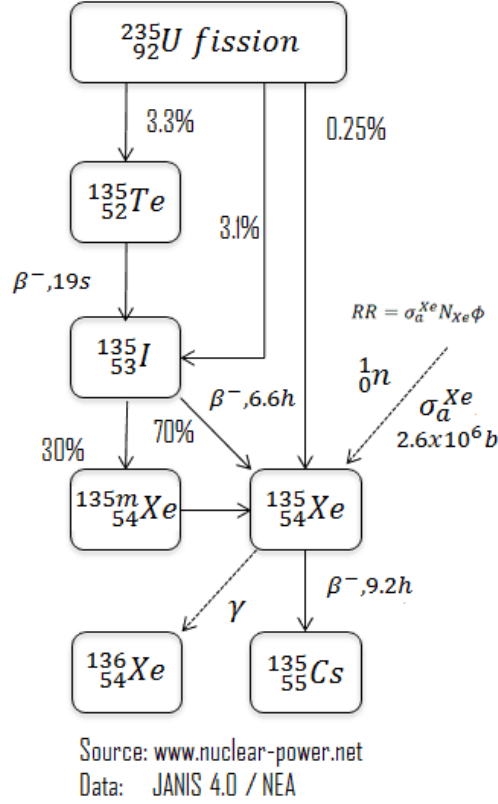 ²³⁵₉₂U fission
3.3%
0.25%
¹³⁵₅₂Te
3.1%
β⁻,19s
RR = σₐˣᵉ N_Xe ϕ
¹³⁵₅₃I
¹₀n
β⁻,6.6h
σₐˣᵉ
30%
70%
2.6x10⁶b
¹³⁵ᵐ₅₄Xe
¹³⁵₅₄Xe
β⁻,9.2h
γ
¹³⁶₅₄Xe
¹³⁵₅₅Cs
Source: www.nuclear-power.net
Data: JANIS 4.0 / NEA